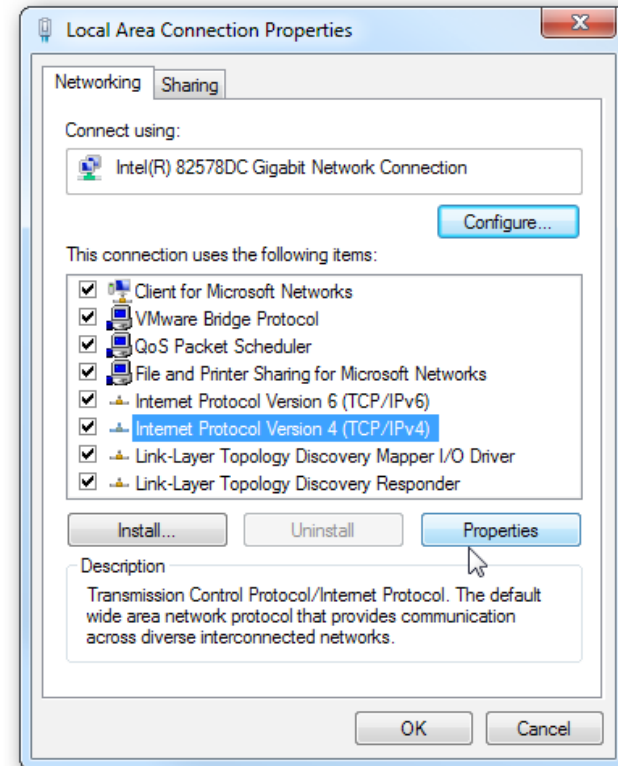 Local Area Connection Properties
Networking
Sharing
Connect using:
Intel(R) 82578DC Gigabit Network Connection
Configure...
This connection uses the following items:
Client for Microsoft Networks
VMware Bridge Protocol
QoS Packet Scheduler
File and Printer Sharing for Microsoft Networks
Internet Protocol Version 6 (TCP/IPv6)
Internet Protocol Version 4 (TCP/IPv4)
Link-Layer Topology Discovery Mapper I/O Driver
Link-Layer Topology Discovery Responder
Install...
Uninstall
Properties
Description
Transmission Control Protocol/Internet Protocol. The default
wide area network protocol that provides communication
across diverse interconnected networks.
OK
Cancel